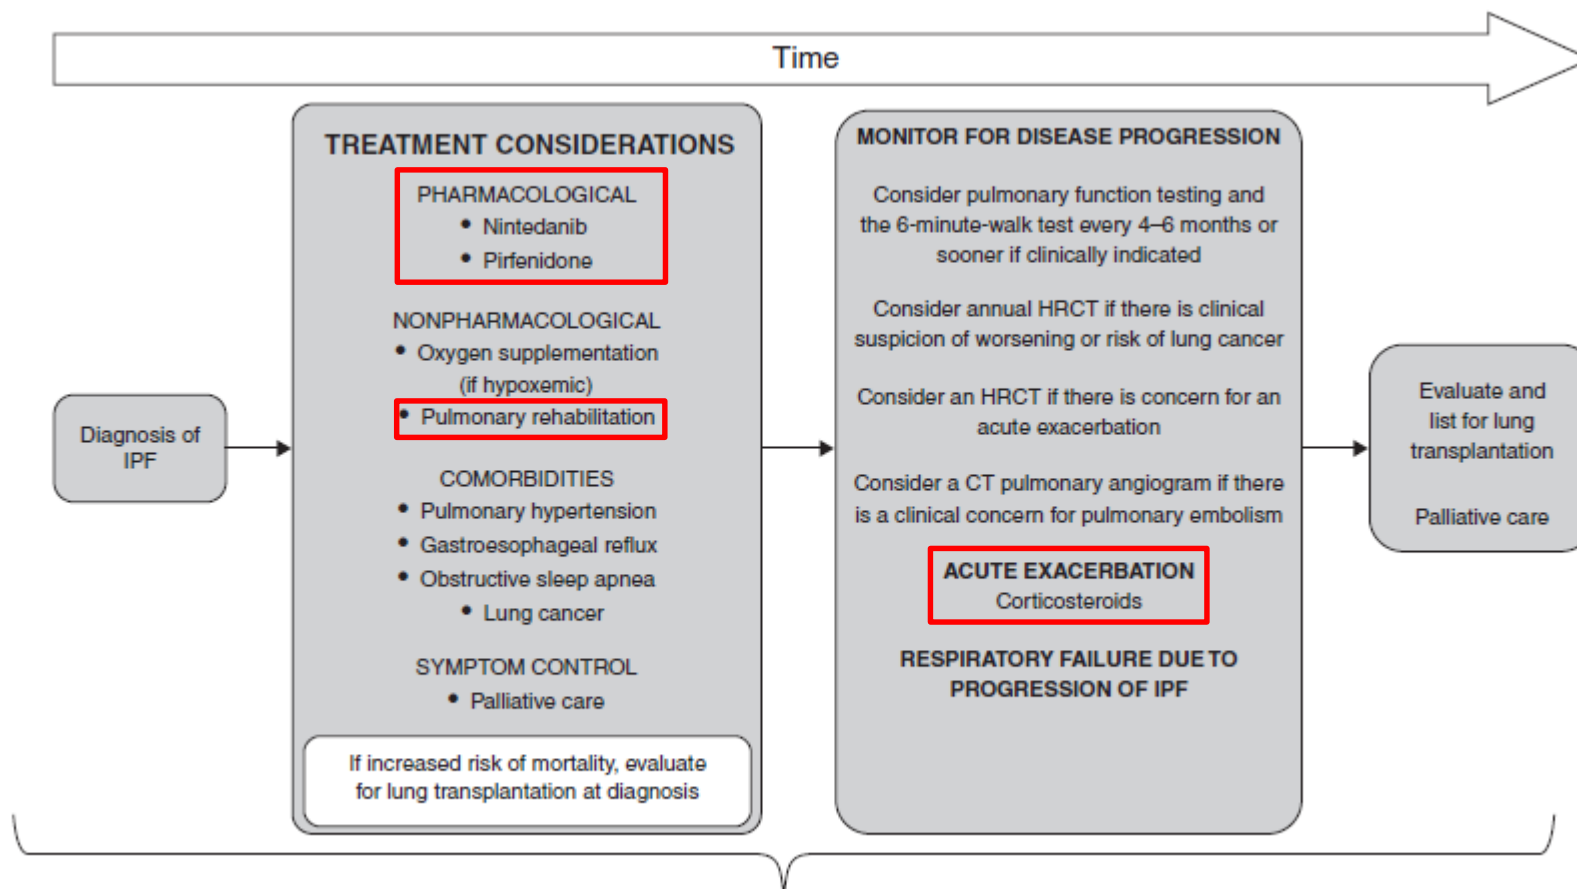 Time
Diagnosis of
IPF
TREATMENT CONSIDERATIONS
PHARMACOLOGICAL
• Nintedanib
• Pirfenidone
NONPHARMACOLOGICAL
• Oxygen supplementation
(if hypoxemic)
• Pulmonary rehabilitation
COMORBIDITIES
• Pulmonary hypertension
• Gastroesophageal reflux
• Obstructive sleep apnea
• Lung cancer
SYMPTOM CONTROL
• Palliative care
If increased risk of mortality, evaluate
for lung transplantation at diagnosis
MONITOR FOR DISEASE PROGRESSION
Consider pulmonary function testing and
the 6-minute-walk test every 4–6 months or
sooner if clinically indicated
Consider annual HRCT if there is clinical
suspicion of worsening or risk of lung cancer
Consider an HRCT if there is concern for an
acute exacerbation
Consider a CT pulmonary angiogram if there
is a clinical concern for pulmonary embolism
ACUTE EXACERBATION
Corticosteroids
RESPIRATORY FAILURE DUE TO
PROGRESSION OF IPF
Evaluate and
list for lung
transplantation
Palliative care